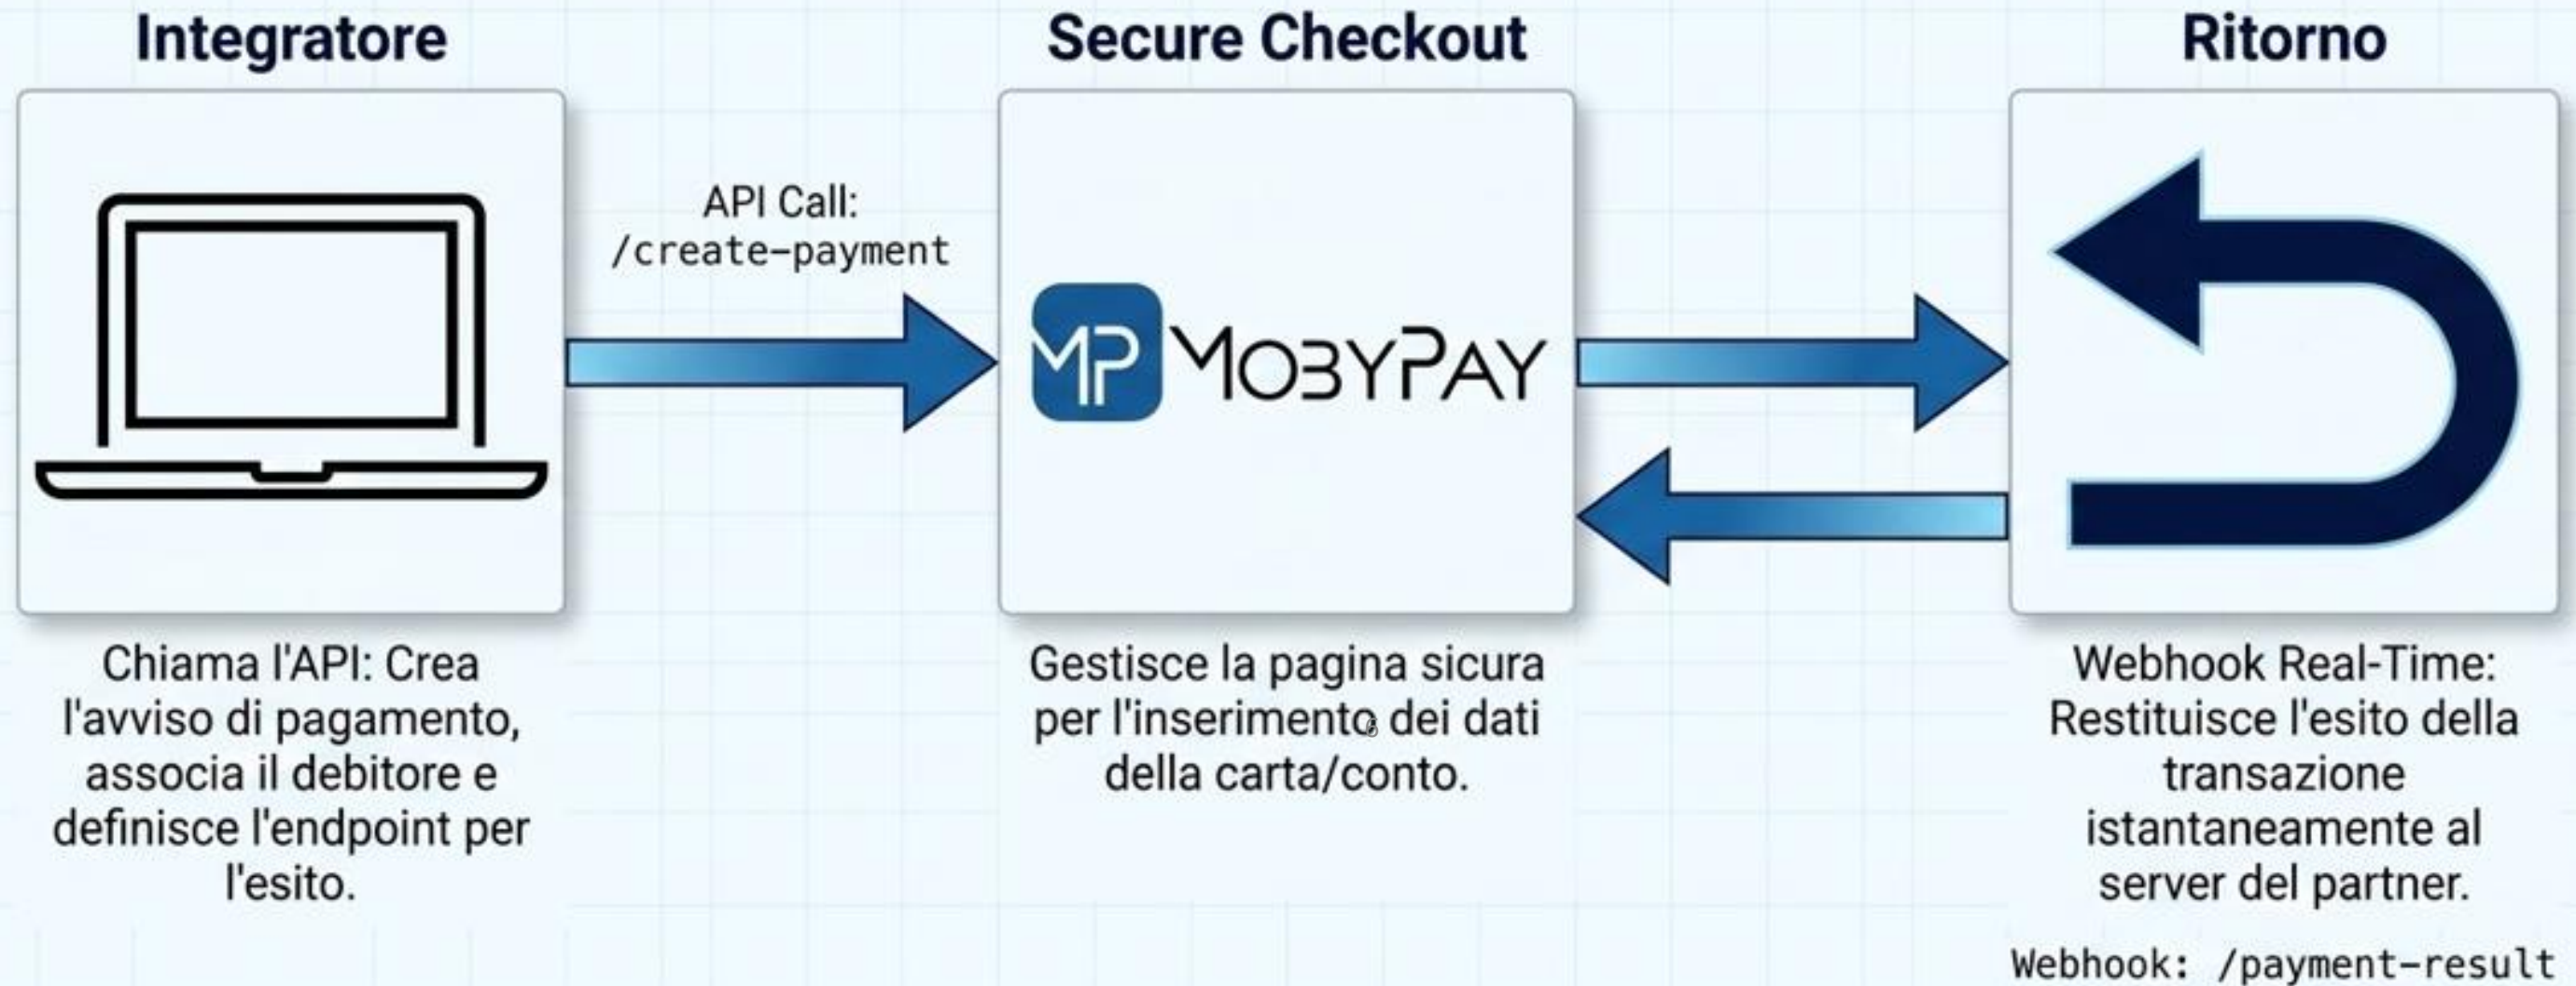 Integratore
Secure Checkout
Ritorno
API Call:
/create-payment
MP MOBYPAY
Chiama l'API: Crea
l'avviso di pagamento,
associa il debitore e
definisce l'endpoint per
l'esito.
Gestisce la pagina sicura
per l'inserimento dei dati
della carta/conto.
Webhook Real-Time:
Restituisce l'esito della
transazione
istantaneamente al
server del partner.
Webhook: /payment-result